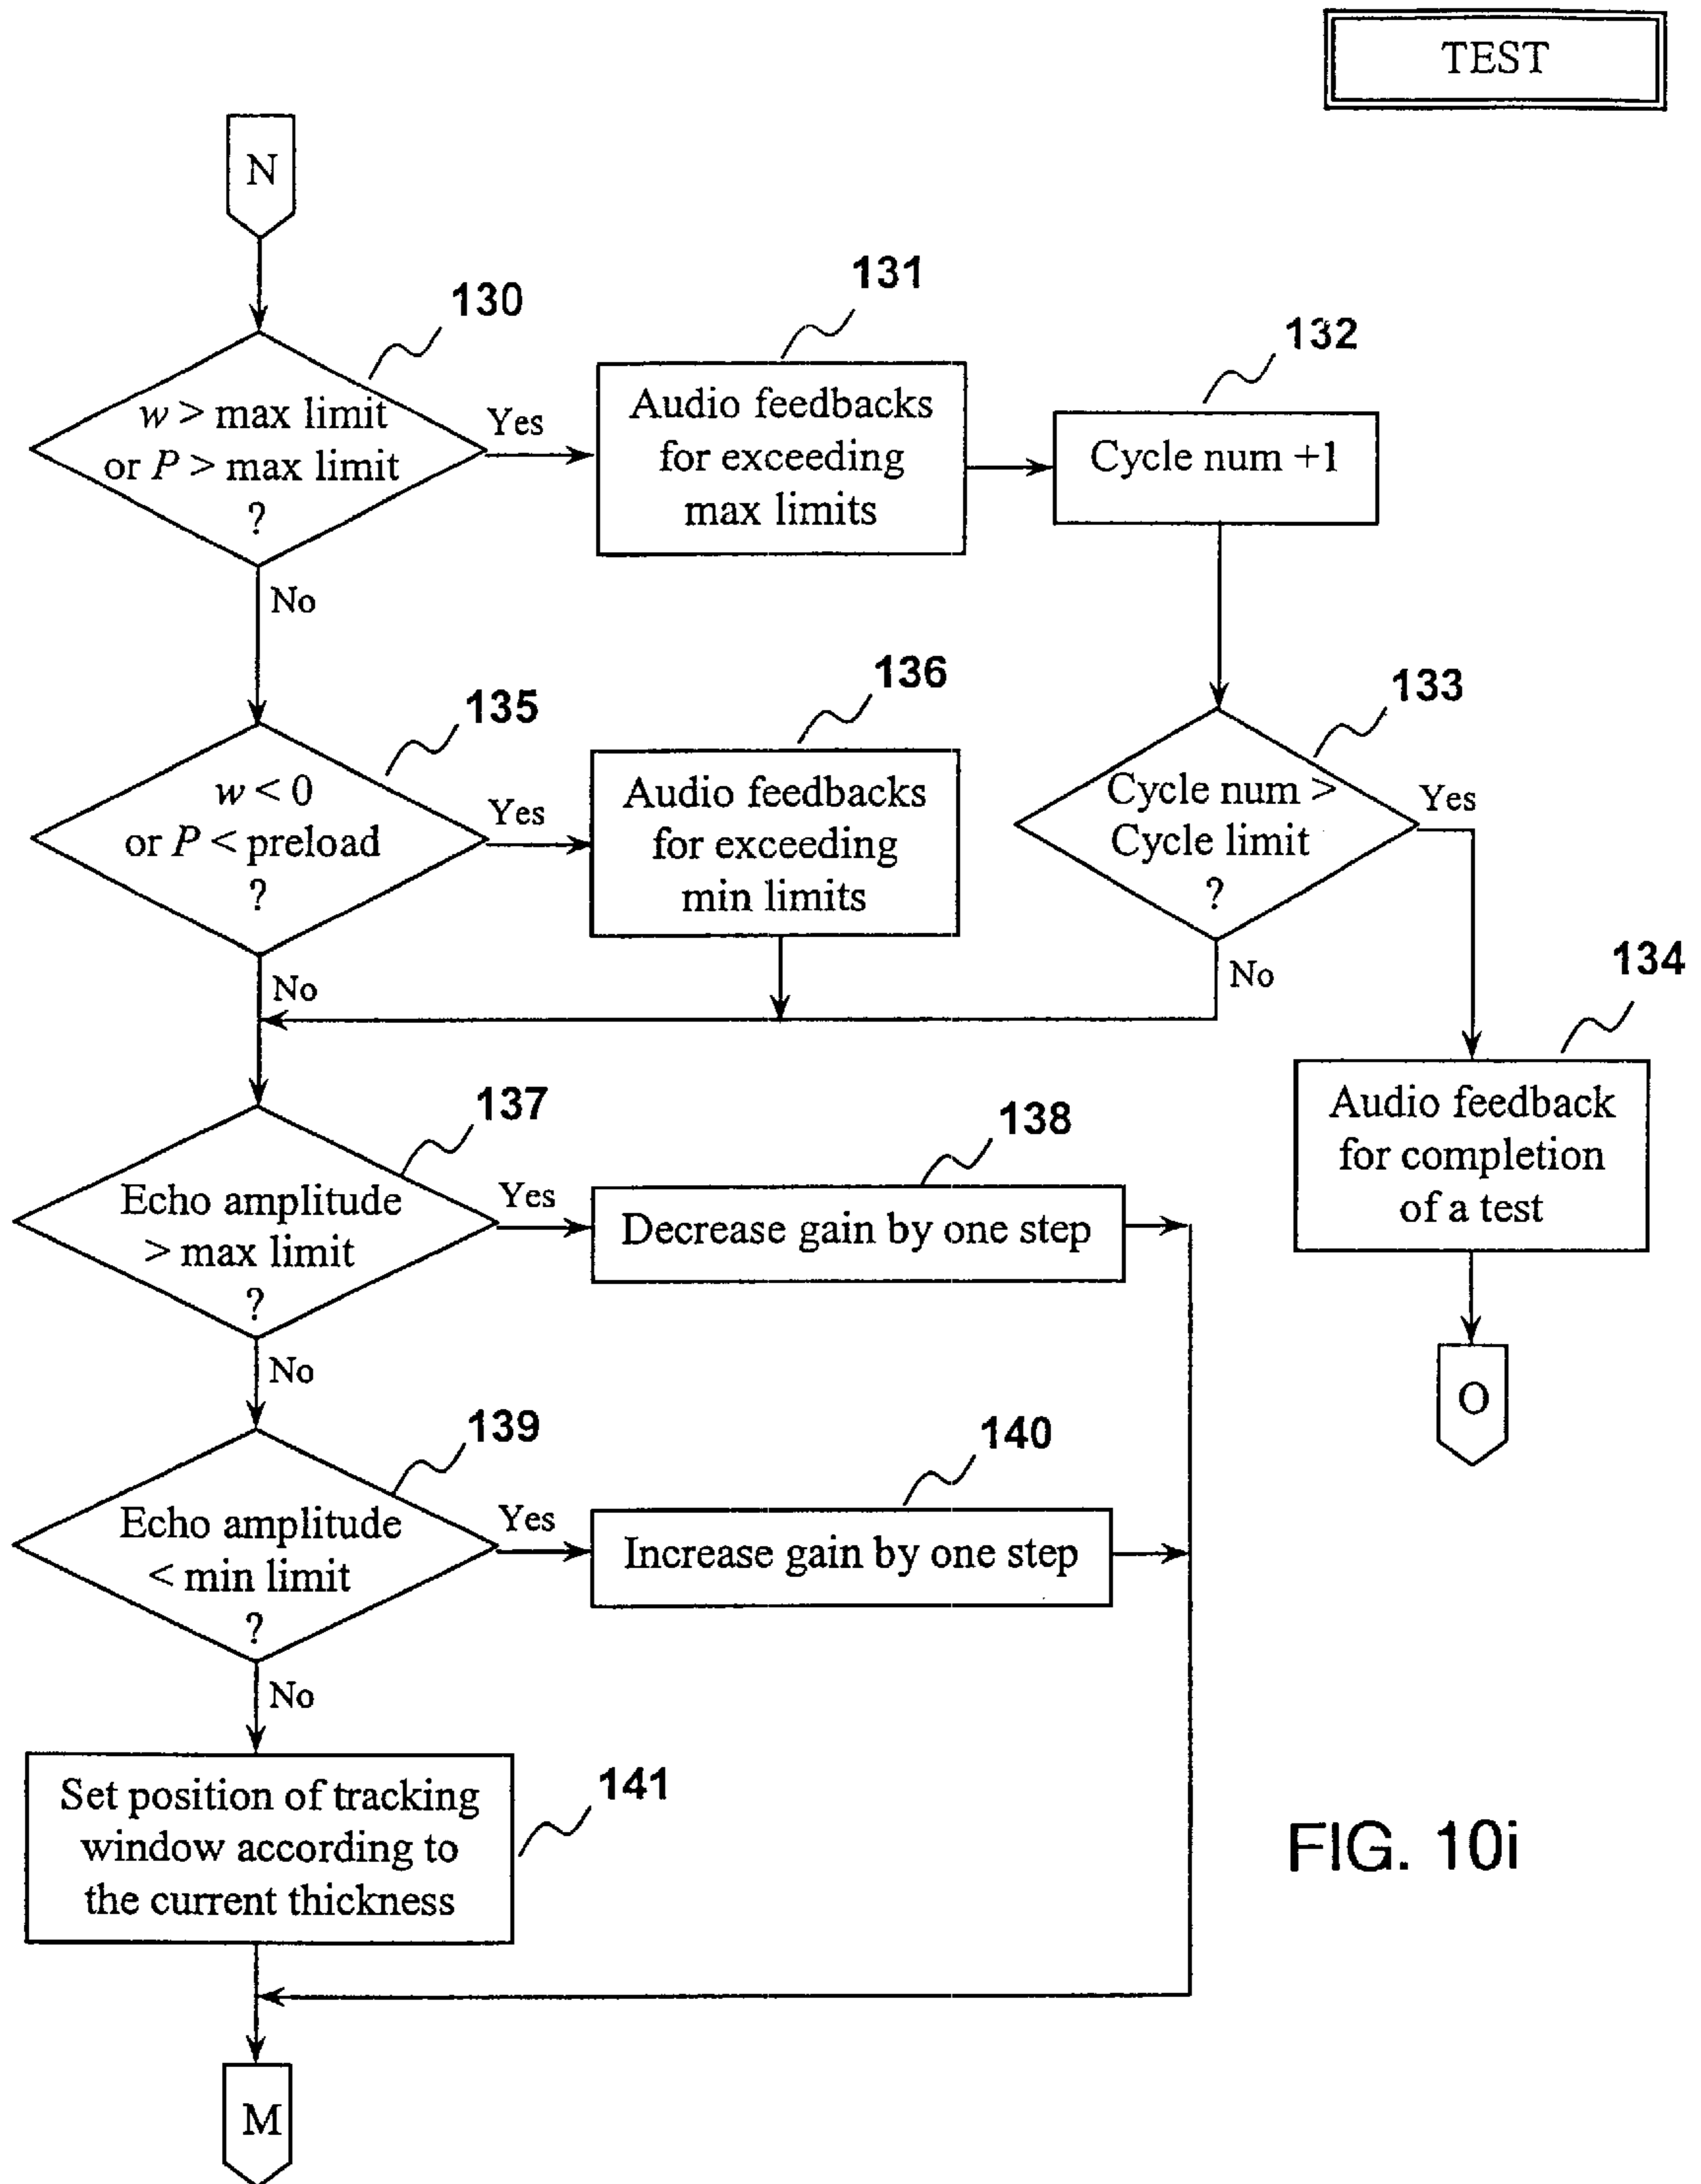 TEST
N
130
131
132
w > max limit
or P > max limit
?
Yes
Audio feedbacks
for exceeding
max limits
Cycle num +1
No
135
136
133
w < 0
or P < preload
?
Yes
Audio feedbacks
for exceeding
min limits
Cycle num >
Cycle limit
?
Yes
No
No
134
Audio feedback
for completion
of a test
O
137
138
Echo amplitude
> max limit
?
Yes
Decrease gain by one step
No
139
140
Echo amplitude
< min limit
?
Yes
Increase gain by one step
No
141
Set position of tracking
window according to
the current thickness
M
FIG. 10i